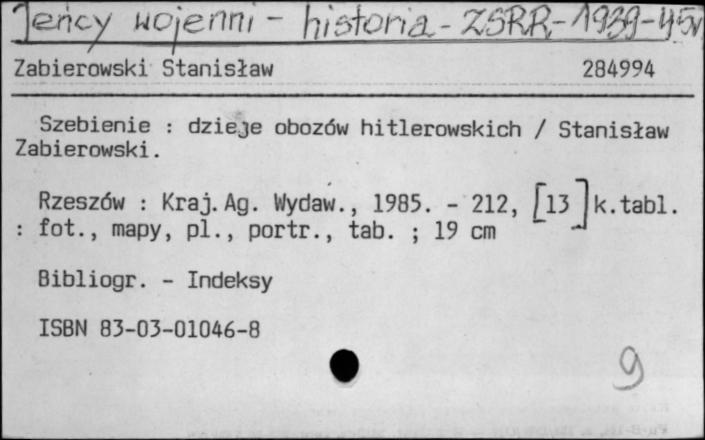 Jeńcy wojenni - historia - ZSRR - 1939-45r
Zabierowski Stanisław 284994
Szebienie : dzieje obozów hitlerowskich / Stanisław
Zabierowski.
Rzeszów : Kraj. Ag. Wydaw., 1985. - 212, [13] k.tabl.
: fot., mapy, pl., portr., tab. ; 19 cm
Bibliogr. - Indeksy
ISBN 83-03-01046-8
9